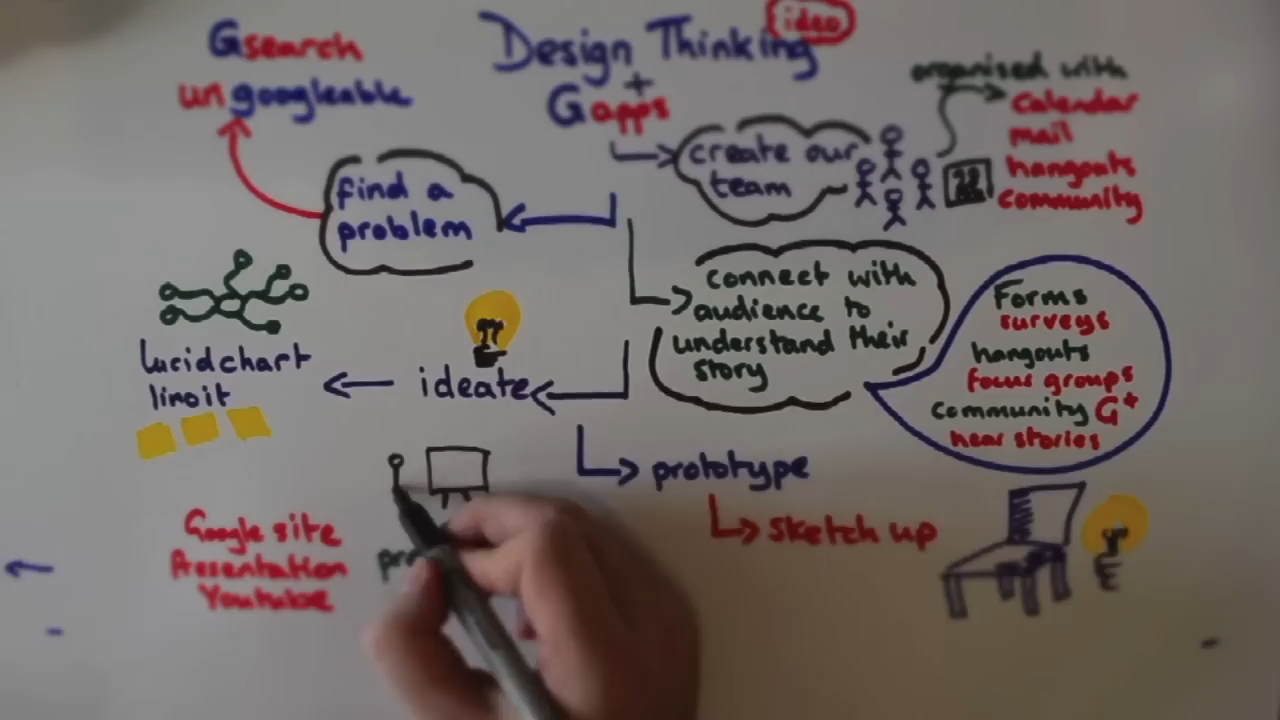 Gsearch
ungoogleable
Design Thinking
ideo
+
Gapps
organised with
calendar
mail
hangouts
community
create our
team
find a
problem
connect with
audience to
understand their
story
Forms
surveys
hangouts
focus groups
community G+
hear stories
lucidchart
linoit
ideate
prototype
sketch up
Google site
Presentation
Youtube